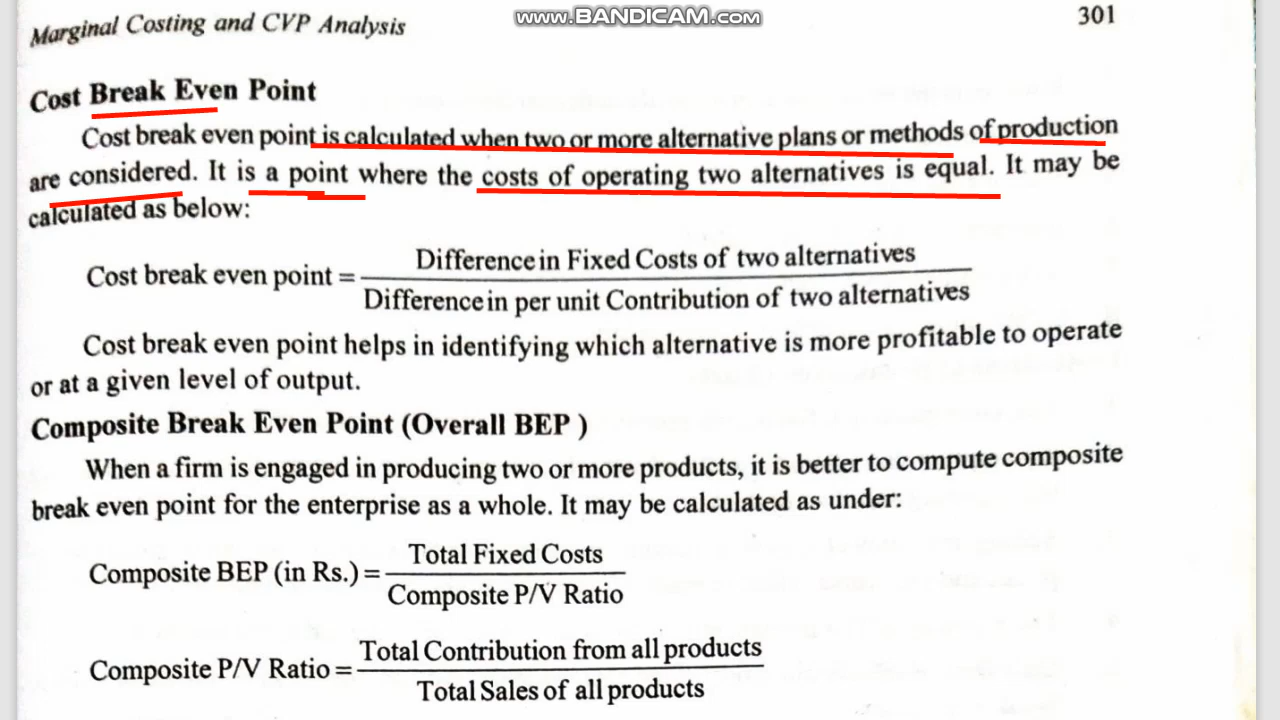 www.BANDICAM.com
Marginal Costing and CVP Analysis 301
Cost Break Even Point
Cost break even point is calculated when two or more alternative plans or methods of production
are considered. It is a point where the costs of operating two alternatives is equal. It may be
calculated as below:
Cost break even point = Difference in Fixed Costs of two alternatives
Difference in per unit Contribution of two alternatives
Cost break even point helps in identifying which alternative is more profitable to operate
or at a given level of output.
Composite Break Even Point (Overall BEP )
When a firm is engaged in producing two or more products, it is better to compute composite
break even point for the enterprise as a whole. It may be calculated as under:
Composite BEP (in Rs.) = Total Fixed Costs
Composite P/V Ratio
Composite P/V Ratio = Total Contribution from all products
Total Sales of all products